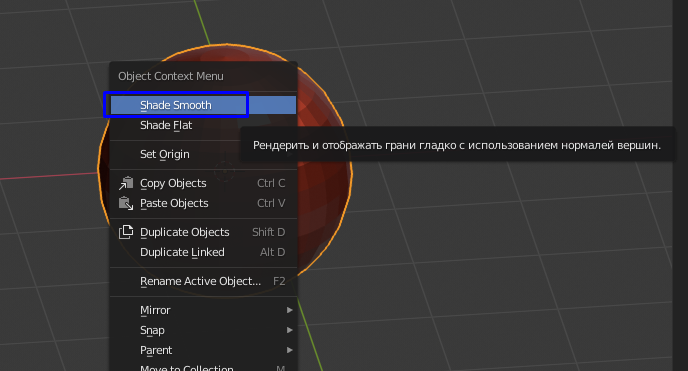 Object Context Menu
Shade Smooth
Shade Flat
Рендерить и отображать грани гладко с использованием нормалей вершин.
Set Origin
Copy Objects Ctrl C
Paste Objects Ctrl V
Duplicate Objects Shift D
Duplicate Linked Alt D
Rename Active Object... F2
Mirror
Snap
Parent
Move to Collection M